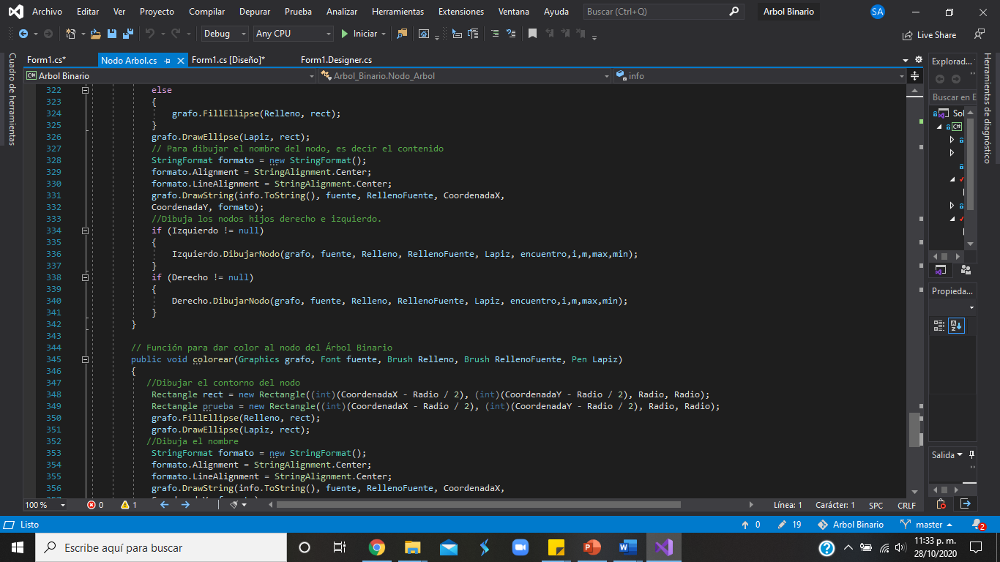 Archivo Editar Ver Proyecto Compilar Depurar Prueba Analizar Herramientas Extensiones Ventana Ayuda Buscar (Ctrl+Q) Arbol Binario SA
Debug Any CPU Iniciar Live Share
Form1.cs* Nodo Arbol.cs Form1.cs [Diseño]* Form1.Designer.cs
C# Arbol Binario Arbol_Binario.Nodo_Arbol info
Cuadro de herramientas
322 else
323 {
324 grafo.FillEllipse(Relleno, rect);
325 }
326 grafo.DrawEllipse(Lapiz, rect);
327 // Para dibujar el nombre del nodo, es decir el contenido
328 StringFormat formato = new StringFormat();
329 formato.Alignment = StringAlignment.Center;
330 formato.LineAlignment = StringAlignment.Center;
331 grafo.DrawString(info.ToString(), fuente, RellenoFuente, CoordenadaX,
332 CoordenadaY, formato);
333 //Dibuja los nodos hijos derecho e izquierdo.
334 if (Izquierdo != null)
335 {
336 Izquierdo.DibujarNodo(grafo, fuente, Relleno, RellenoFuente, Lapiz, encuentro,i,m,max,min);
337 }
338 if (Derecho != null)
339 {
340 Derecho.DibujarNodo(grafo, fuente, Relleno, RellenoFuente, Lapiz, encuentro,i,m,max,min);
341 }
342 }
343
344 // Función para dar color al nodo del Árbol Binario
345 public void colorear(Graphics grafo, Font fuente, Brush Relleno, Brush RellenoFuente, Pen Lapiz)
346 {
347 //Dibujar el contorno del nodo
348 Rectangle rect = new Rectangle((int)(CoordenadaX - Radio / 2), (int)(CoordenadaY - Radio / 2), Radio, Radio);
349 Rectangle prueba = new Rectangle((int)(CoordenadaX - Radio / 2), (int)(CoordenadaY - Radio / 2), Radio, Radio);
350 grafo.FillEllipse(Relleno, rect);
351 grafo.DrawEllipse(Lapiz, rect);
352 //Dibuja el nombre
353 StringFormat formato = new StringFormat();
354 formato.Alignment = StringAlignment.Center;
355 formato.LineAlignment = StringAlignment.Center;
356 grafo.DrawString(info.ToString(), fuente, RellenoFuente, CoordenadaX,
Explorad...
Buscar en E
Sol
C#
Propieda...
Salida
Herramientas de diagnóstico
100 % 0 1 Línea: 1 Carácter: 1 SPC CRLF
Listo 0 19 Arbol Binario master 2
Escribe aquí para buscar
11:33 p. m.
28/10/2020